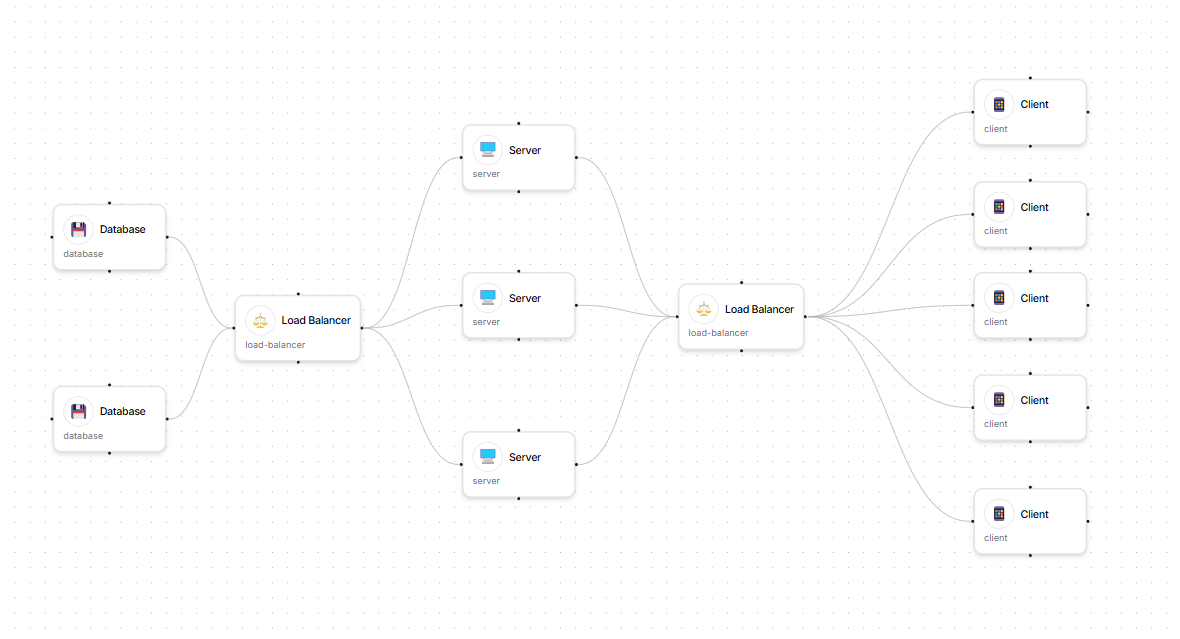 Database
database
Database
database
Load Balancer
load-balancer
Server
server
Server
server
Server
server
Load Balancer
load-balancer
Client
client
Client
client
Client
client
Client
client
Client
client